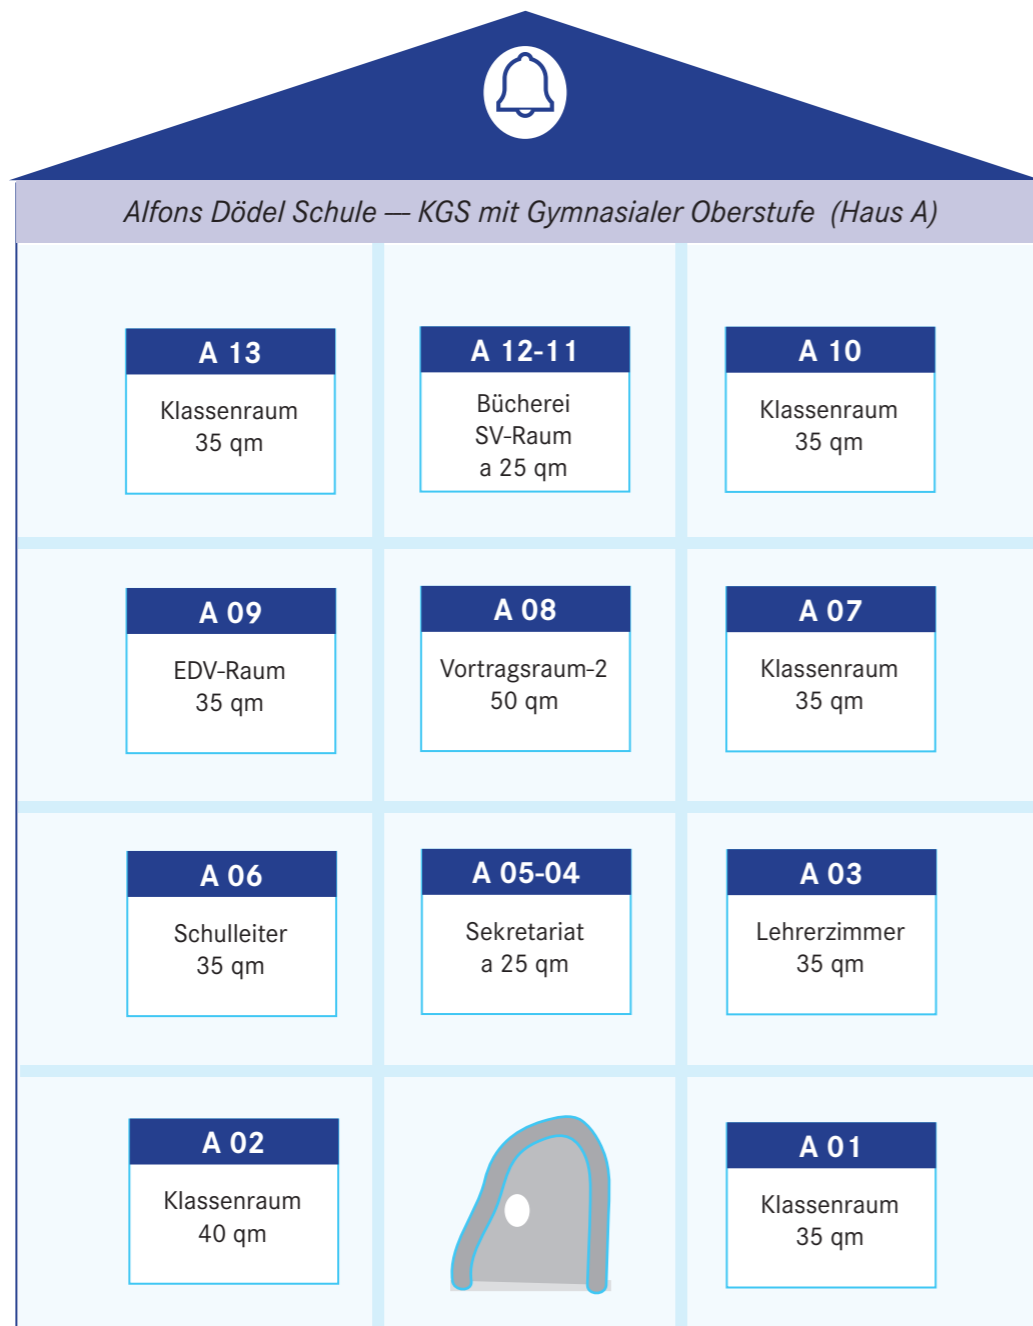 Alfons Dödel Schule — KGS mit Gymnasialer Oberstufe (Haus A)
A 13
Klassenraum
35 qm
A 12-11
Bücherei
SV-Raum
a 25 qm
A 10
Klassenraum
35 qm
A 09
EDV-Raum
35 qm
A 08
Vortragsraum-2
50 qm
A 07
Klassenraum
35 qm
A 06
Schulleiter
35 qm
A 05-04
Sekretariat
a 25 qm
A 03
Lehrerzimmer
35 qm
A 02
Klassenraum
40 qm
A 01
Klassenraum
35 qm